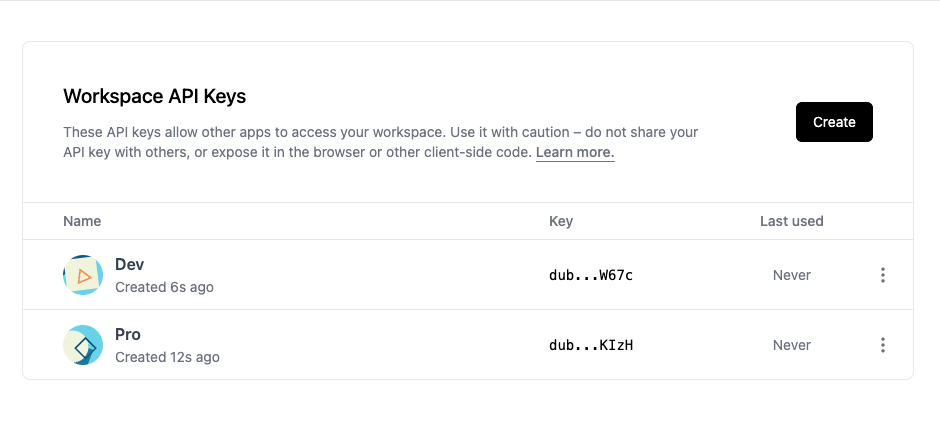 Workspace API Keys
These API keys allow other apps to access your workspace. Use it with caution – do not share your
API key with others, or expose it in the browser or other client-side code. Learn more.
Create
Name Key Last used
Dev
Created 6s ago
dub...W67c
Never
Pro
Created 12s ago
dub...KIzH
Never